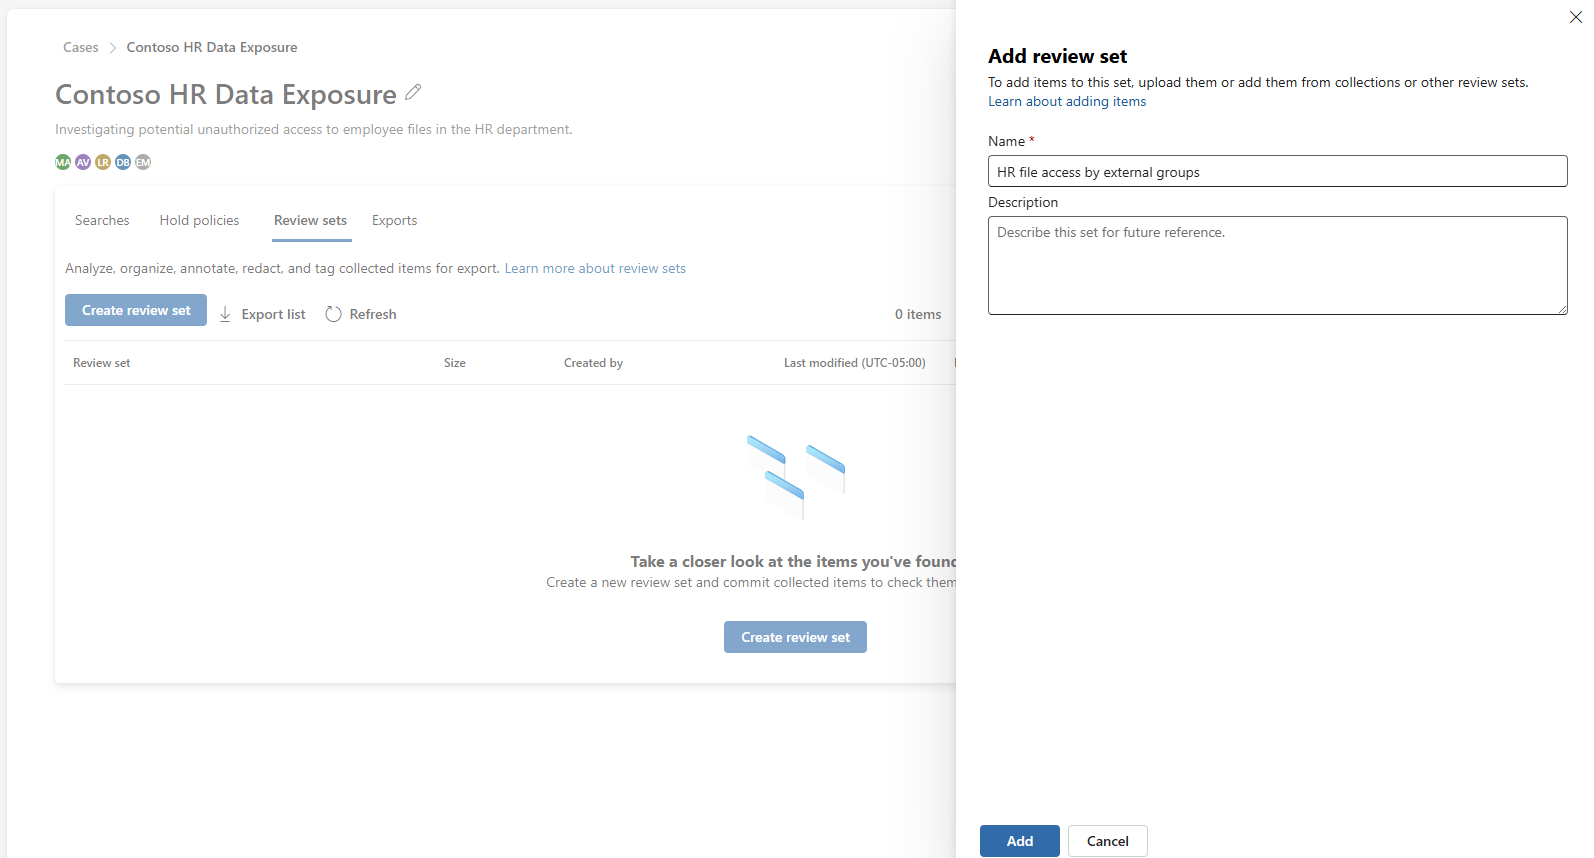 Cases > Contoso HR Data Exposure
Contoso HR Data Exposure
Investigating potential unauthorized access to employee files in the HR department.
MA AV LR DB EM
Searches Hold policies Review sets Exports
Analyze, organize, annotate, redact, and tag collected items for export. Learn more about review sets
Create review set Export list Refresh 0 items
Review set Size Created by Last modified (UTC-05:00)
Take a closer look at the items you've found
Create a new review set and commit collected items to check them
Create review set
Add review set
To add items to this set, upload them or add them from collections or other review sets.
Learn about adding items
Name *
HR file access by external groups
Description
Describe this set for future reference.
Add Cancel